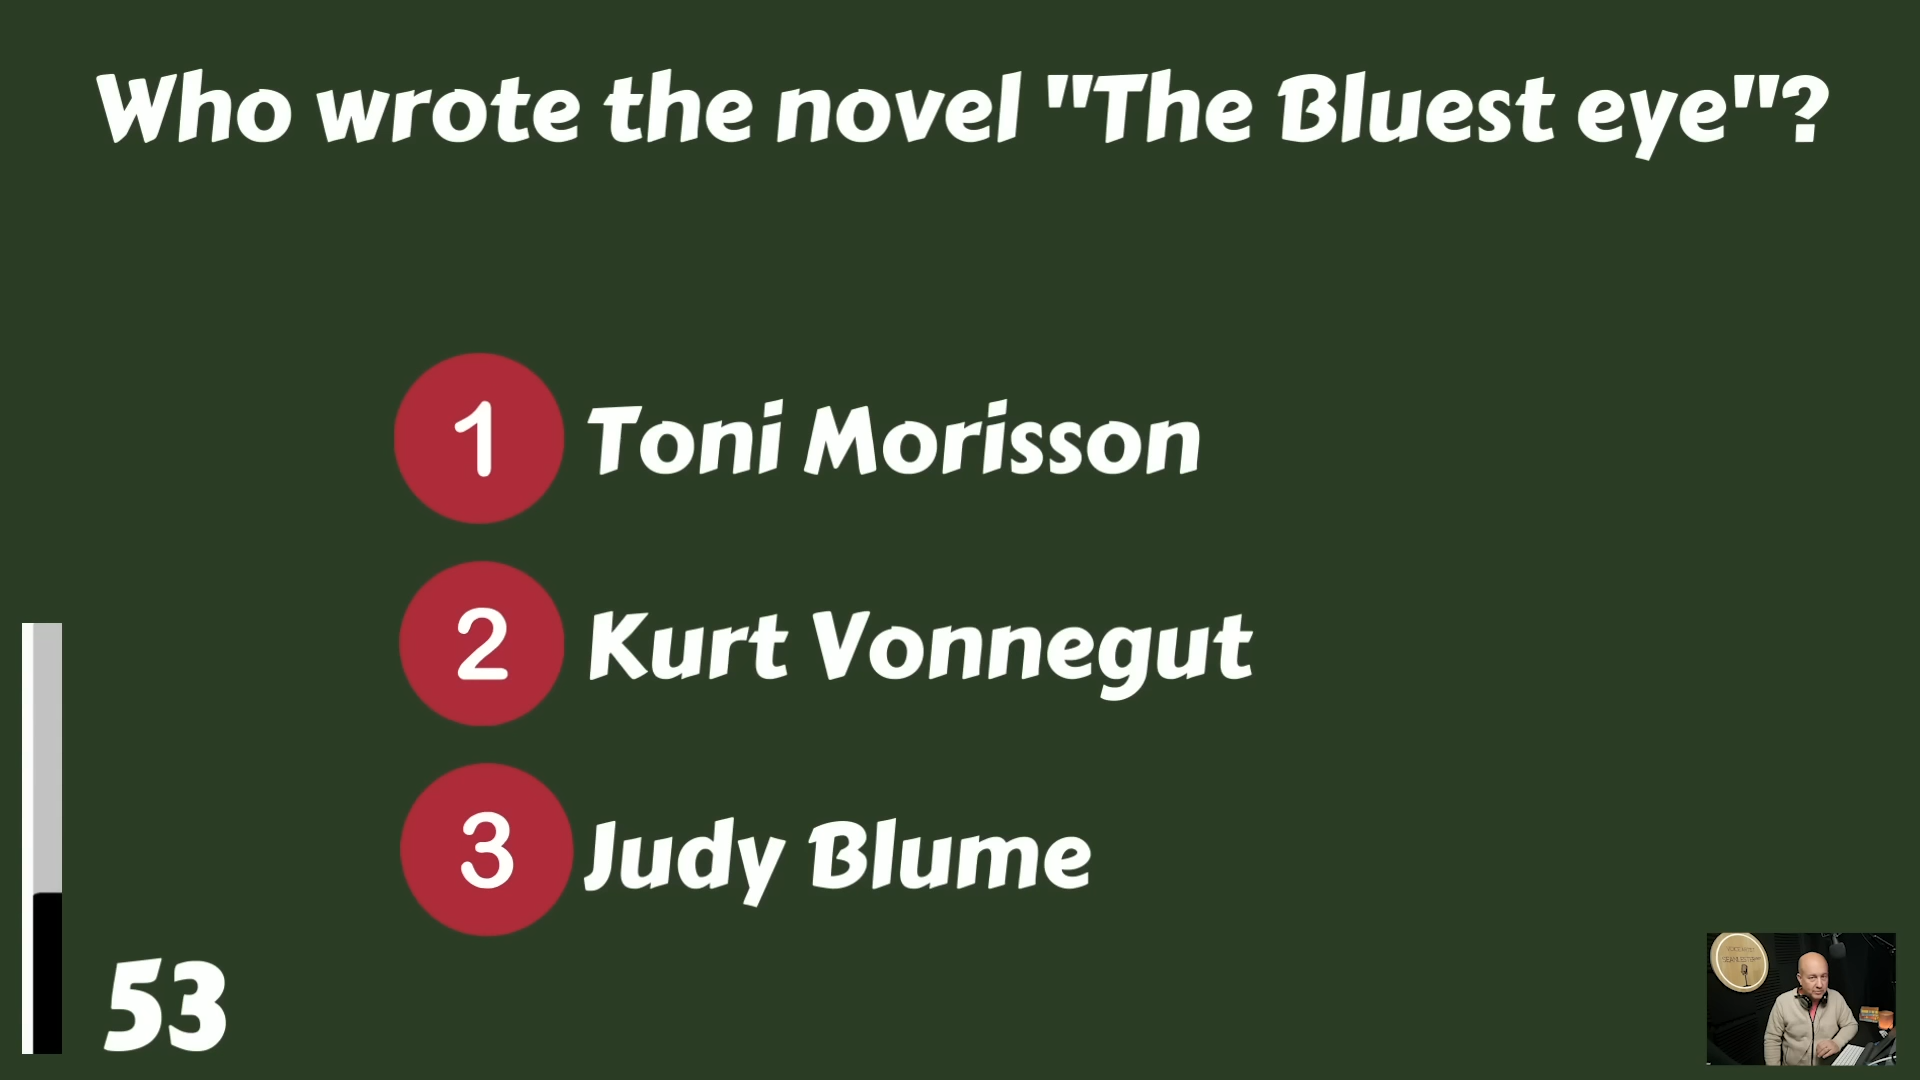 Who wrote the novel "The Bluest eye"?
1 Toni Morisson
2 Kurt Vonnegut
3 Judy Blume
53